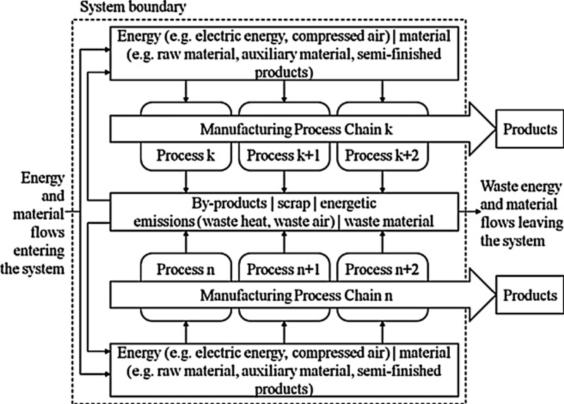 System boundary
Energy (e.g. electric energy, compressed air) | material
(e.g. raw material, auxiliary material, semi-finished
products)
Manufacturing Process Chain k
Products
Process k
Process k+1
Process k+2
Energy
and
material
flows
entering
the system
By-products | scrap | energetic
emissions (waste heat, waste air) | waste material
Waste energy
and material
flows leaving
the system
Process n
Process n+1
Process n+2
Manufacturing Process Chain n
Products
Energy (e.g. electric energy, compressed air) | material
(e.g. raw material, auxiliary material, semi-finished
products)